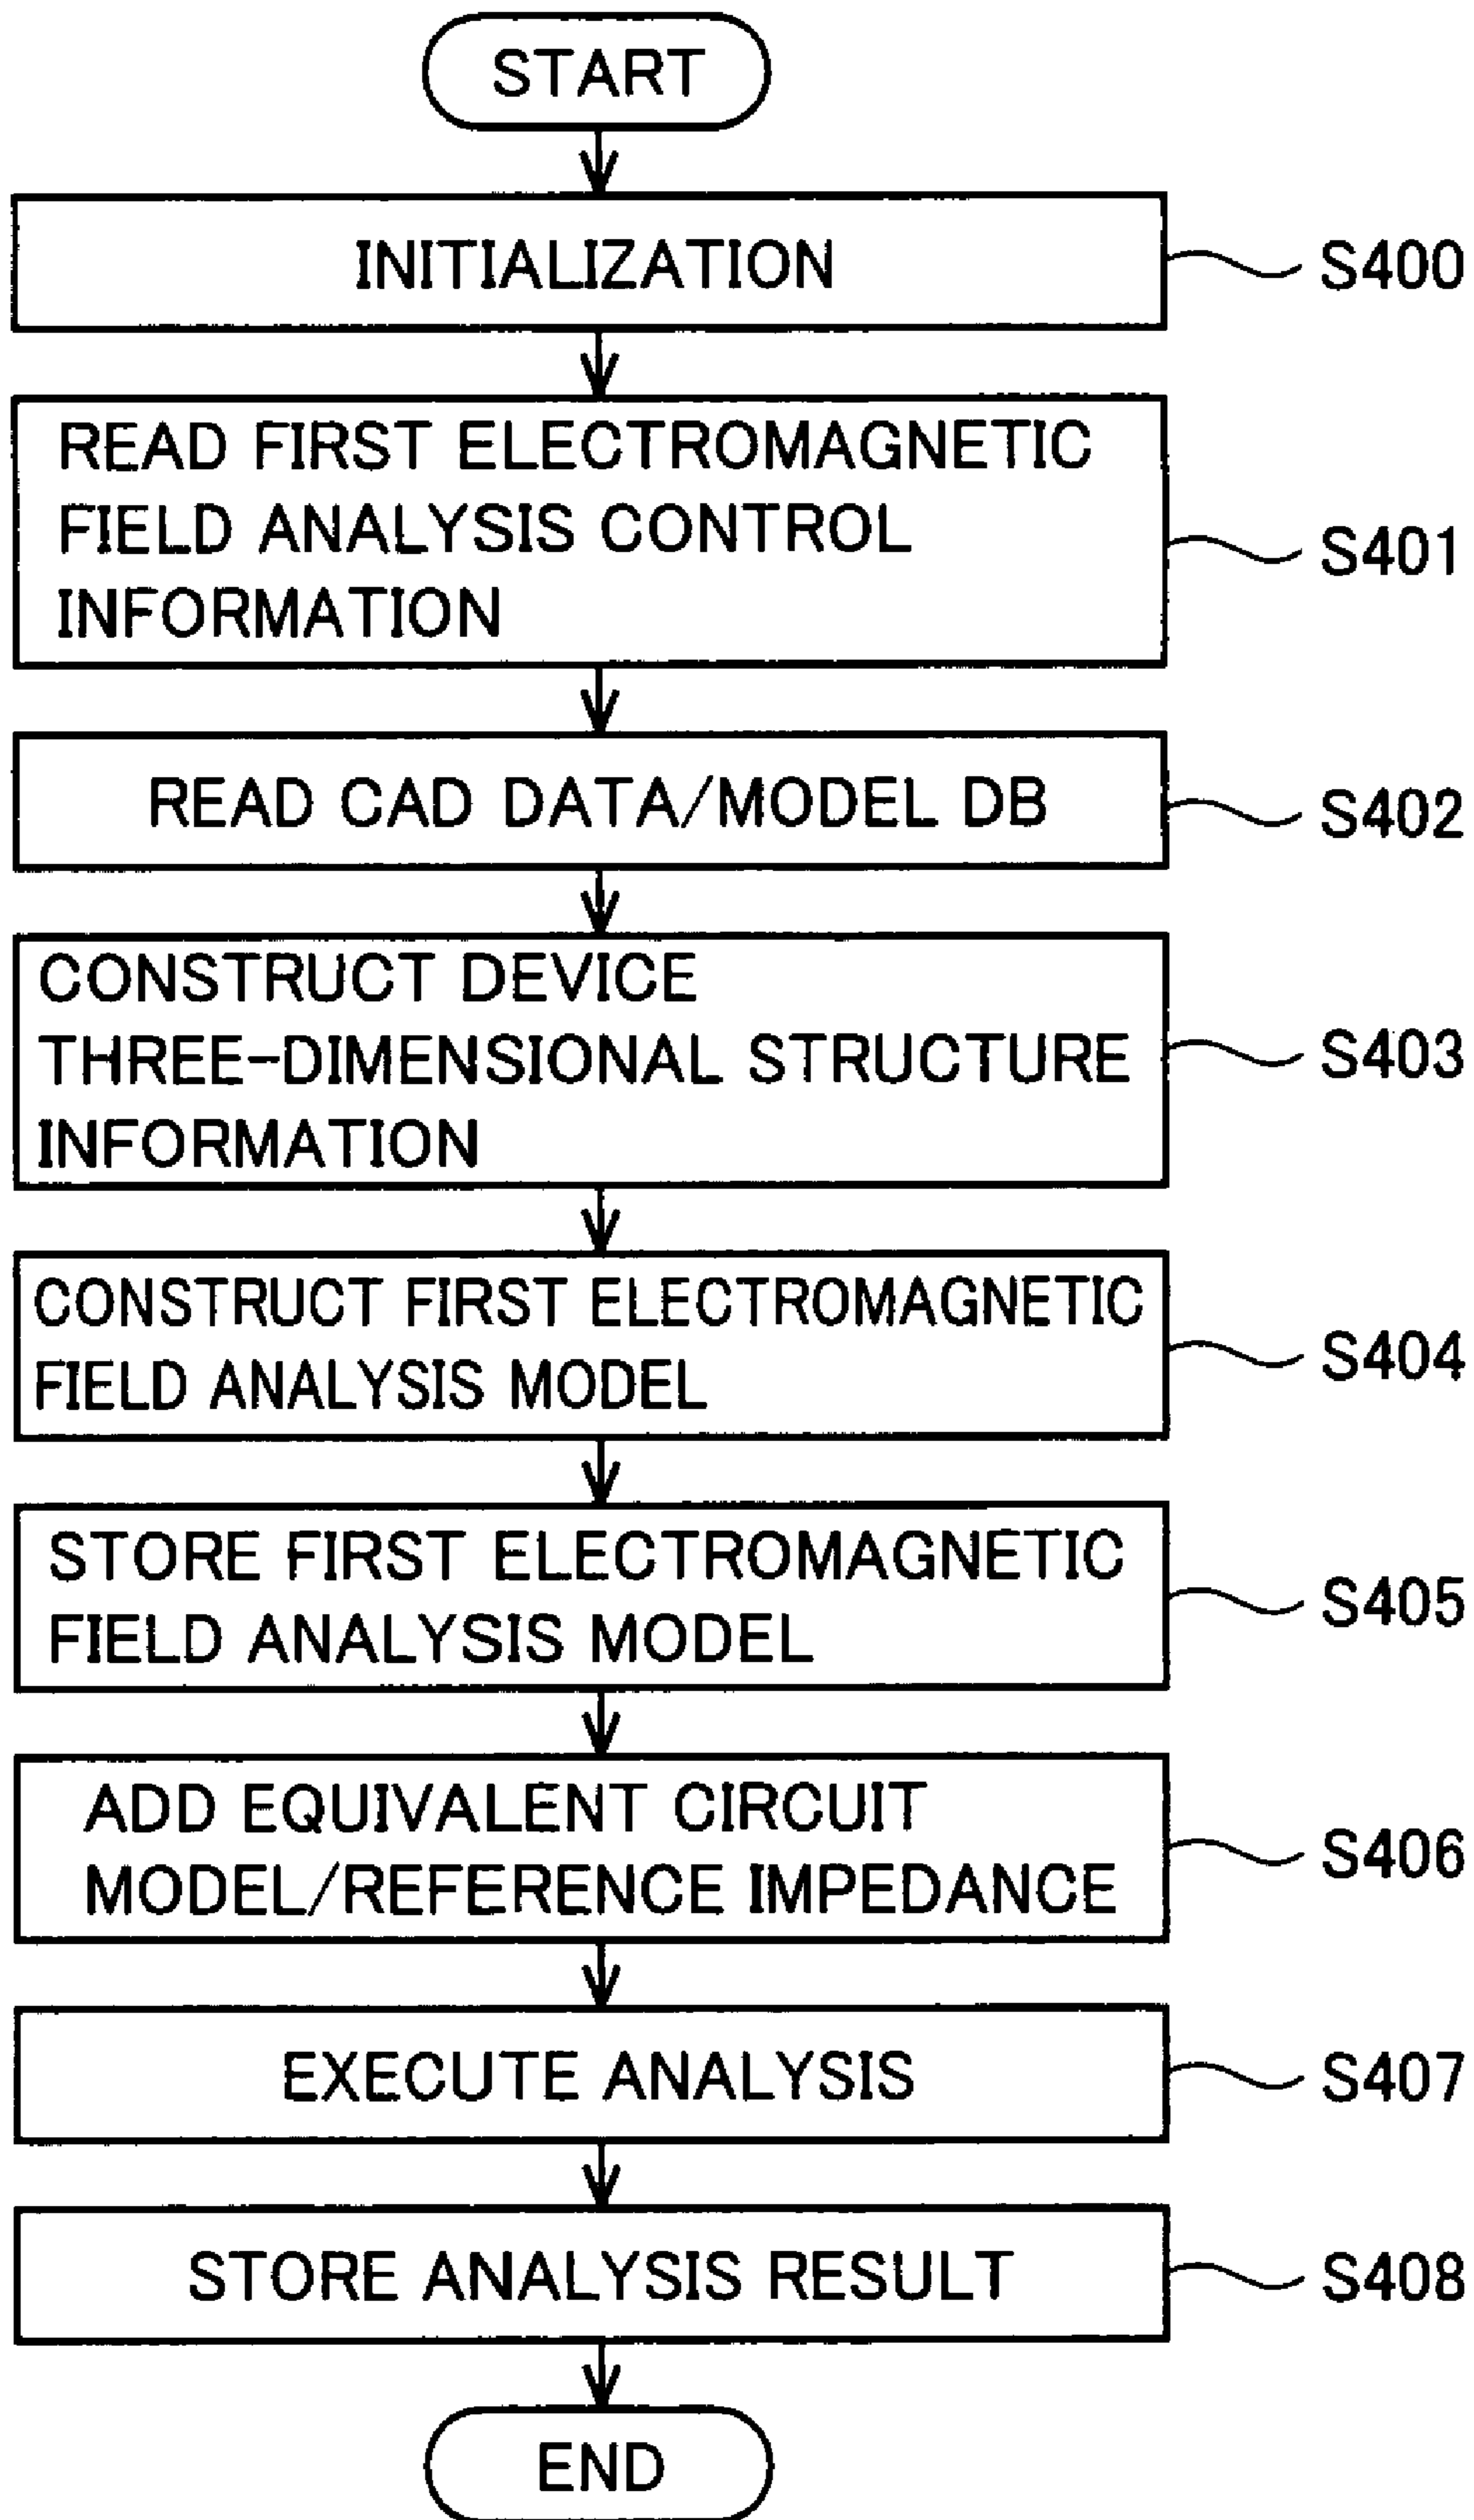 START
INITIALIZATION
S400
READ FIRST ELECTROMAGNETIC
FIELD ANALYSIS CONTROL
INFORMATION
S401
READ CAD DATA/MODEL DB
S402
CONSTRUCT DEVICE
THREE-DIMENSIONAL STRUCTURE
INFORMATION
S403
CONSTRUCT FIRST ELECTROMAGNETIC
FIELD ANALYSIS MODEL
S404
STORE FIRST ELECTROMAGNETIC
FIELD ANALYSIS MODEL
S405
ADD EQUIVALENT CIRCUIT
MODEL/REFERENCE IMPEDANCE
S406
EXECUTE ANALYSIS
S407
STORE ANALYSIS RESULT
S408
END